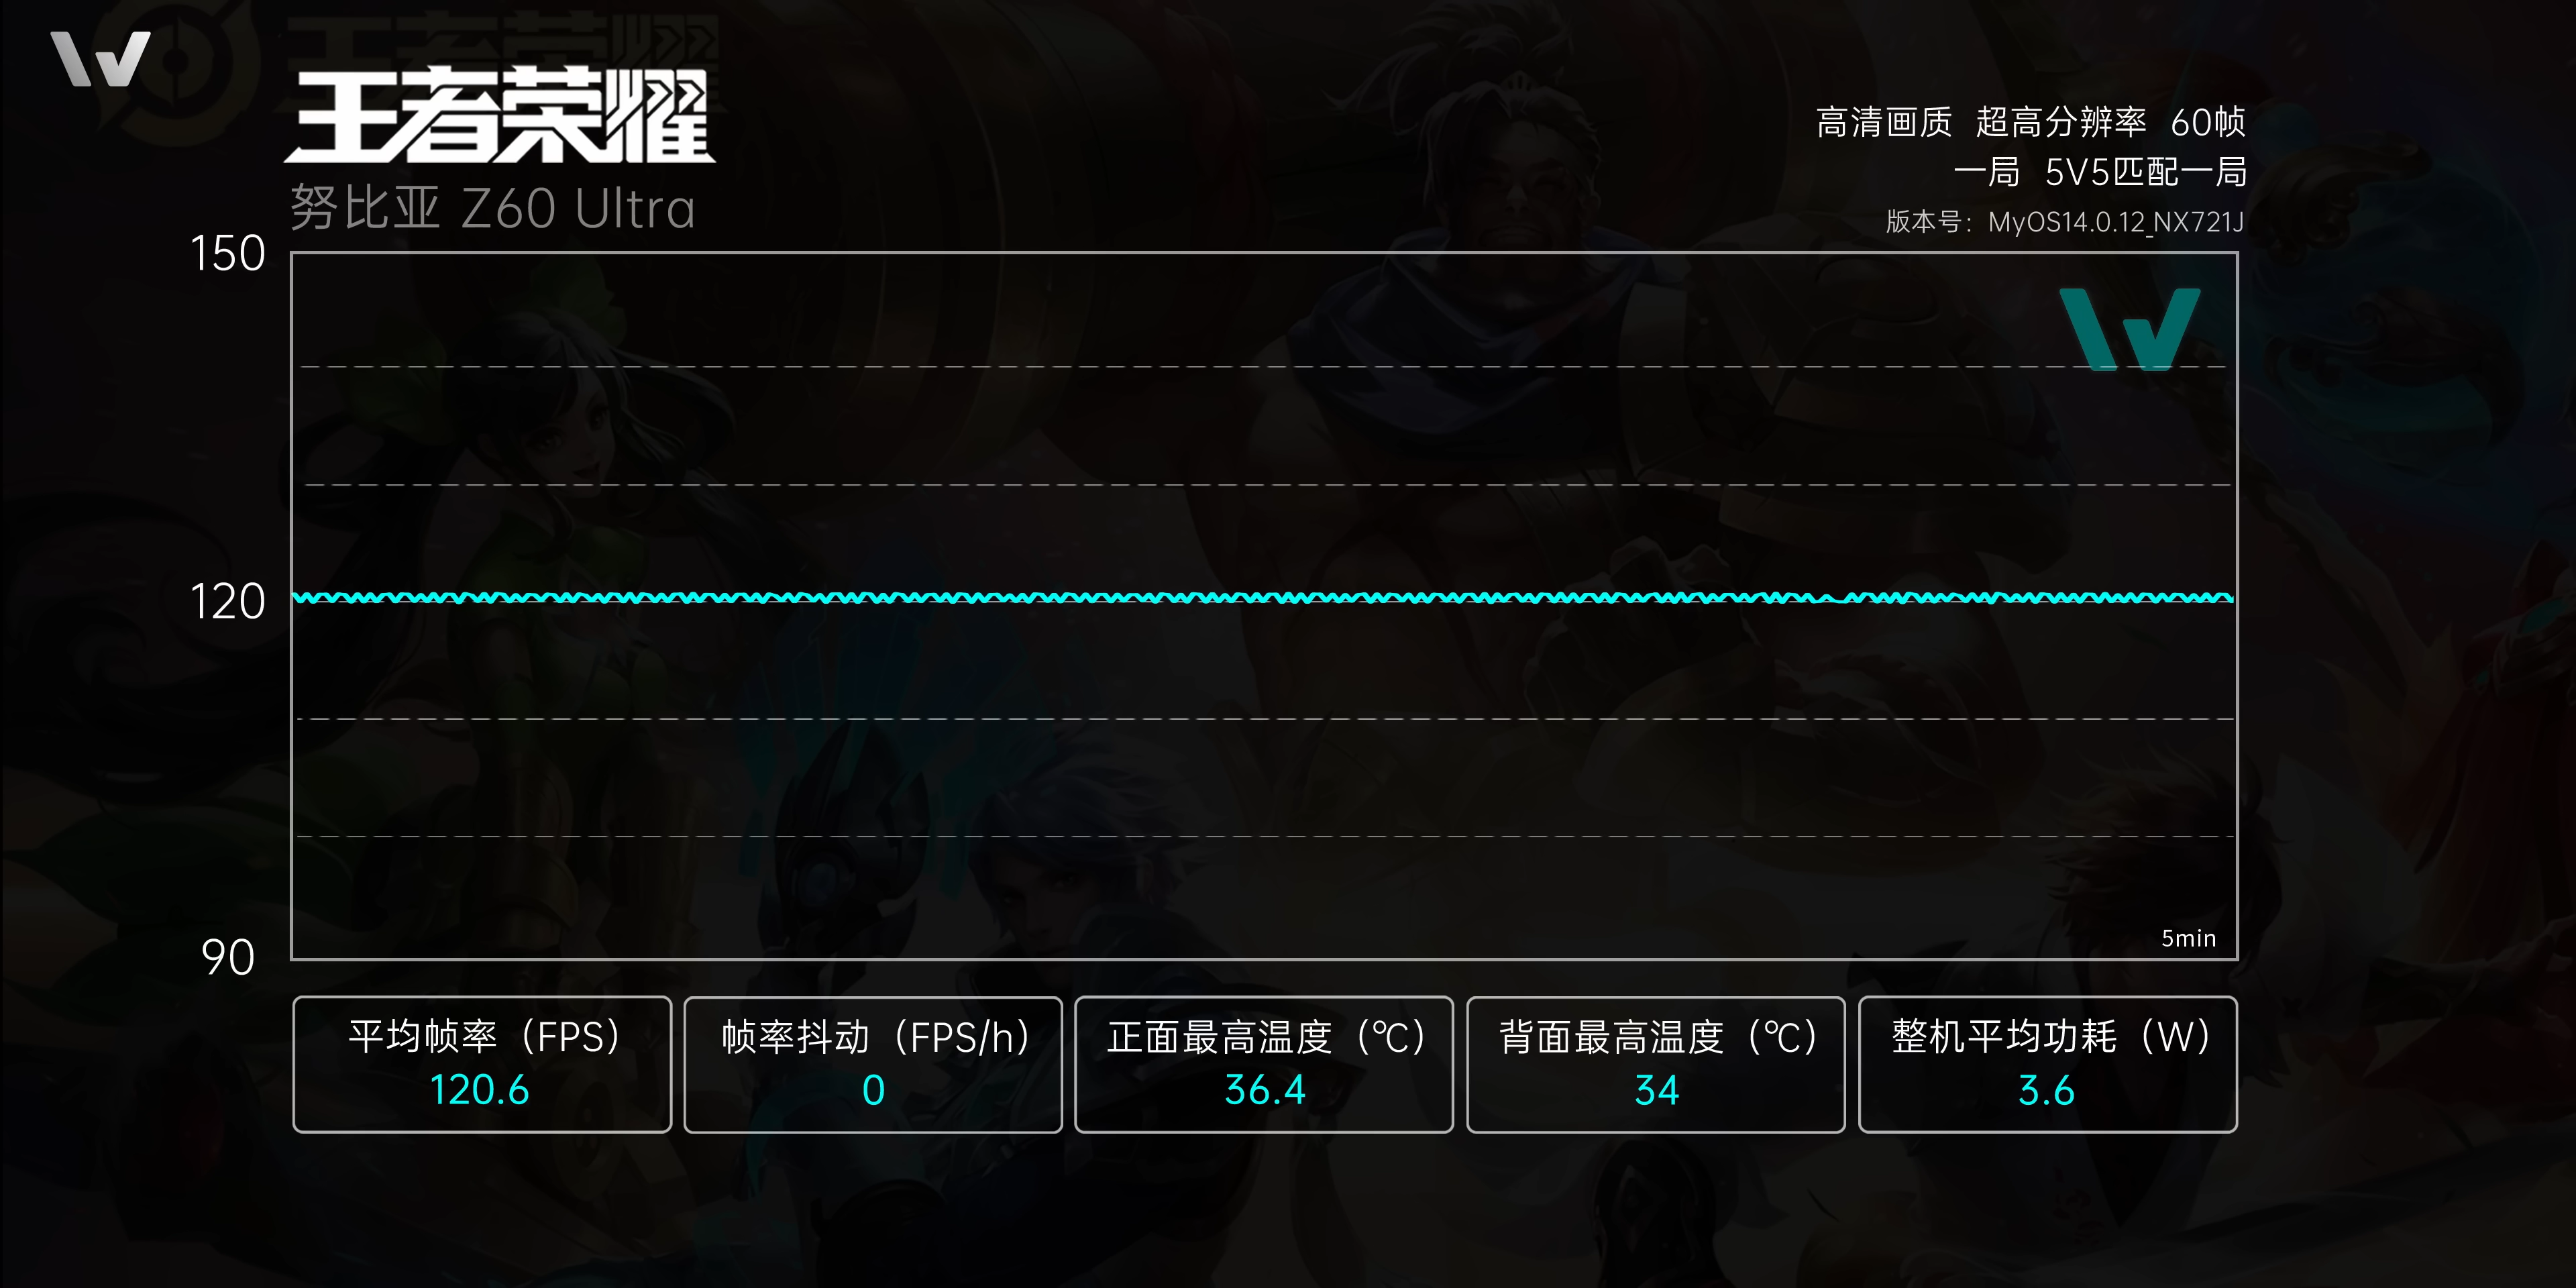 王者荣耀
王者荣耀
努比亚 Z60 Ultra
高清画质 超高分辨率 60帧
一局 5V5匹配一局
版本号：MyOS14.0.12_NX721J
150
120
90
5min
平均帧率（FPS）
120.6
帧率抖动（FPS/h）
0
正面最高温度（℃）
36.4
背面最高温度（℃）
34
整机平均功耗（W）
3.6